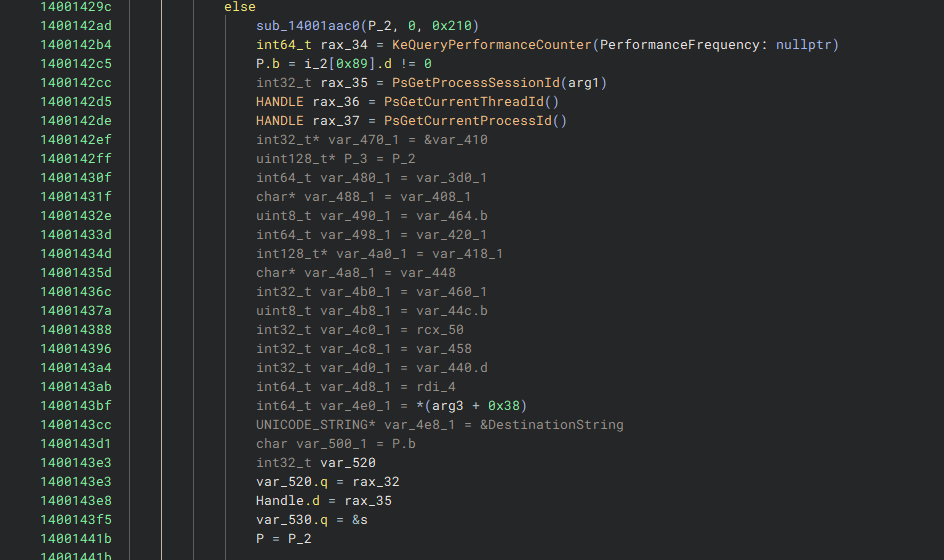 14001429c else
1400142ad sub_14001aac0(P_2, 0, 0x210)
1400142b4 int64_t rax_34 = KeQueryPerformanceCounter(PerformanceFrequency: nullptr)
1400142c5 P.b = i_2[0x89].d != 0
1400142cc int32_t rax_35 = PsGetProcessSessionId(arg1)
1400142d5 HANDLE rax_36 = PsGetCurrentThreadId()
1400142de HANDLE rax_37 = PsGetCurrentProcessId()
1400142ef int32_t* var_470_1 = &var_410
1400142ff uint128_t* P_3 = P_2
14001430f int64_t var_480_1 = var_3d0_1
14001431f char* var_488_1 = var_408_1
14001432e uint8_t var_490_1 = var_464.b
14001433d int64_t var_498_1 = var_420_1
14001434d int128_t* var_4a0_1 = var_418_1
14001435d char* var_4a8_1 = var_448
14001436c int32_t var_4b0_1 = var_460_1
14001437a uint8_t var_4b8_1 = var_44c.b
140014388 int32_t var_4c0_1 = rcx_50
140014396 int32_t var_4c8_1 = var_458
1400143a4 int32_t var_4d0_1 = var_440.d
1400143ab int64_t var_4d8_1 = rdi_4
1400143bf int64_t var_4e0_1 = *(arg3 + 0x38)
1400143cc UNICODE_STRING* var_4e8_1 = &DestinationString
1400143d1 char var_500_1 = P.b
1400143e3 int32_t var_520
1400143e3 var_520.q = rax_32
1400143e8 Handle.d = rax_35
1400143f5 var_530.q = &s
14001441b P = P_2
14001441b